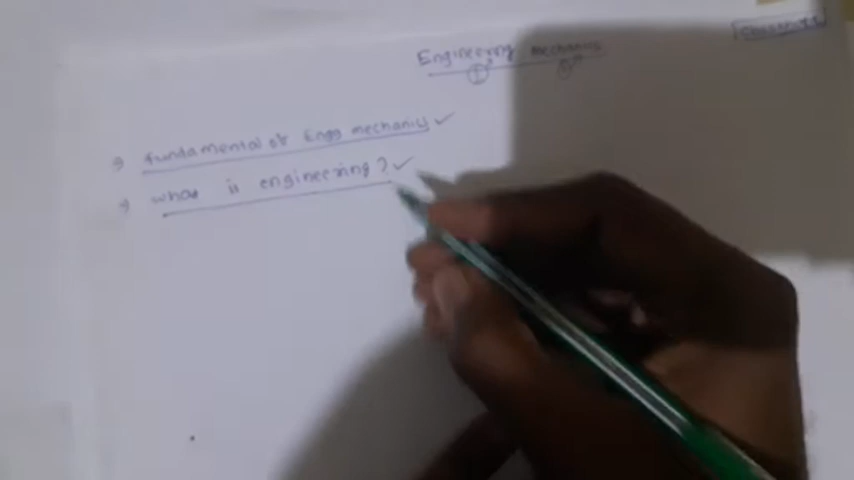 Engineering mechanics
I
→ fundamental of Engg mechanics ✓
→ what is engineering? ✓